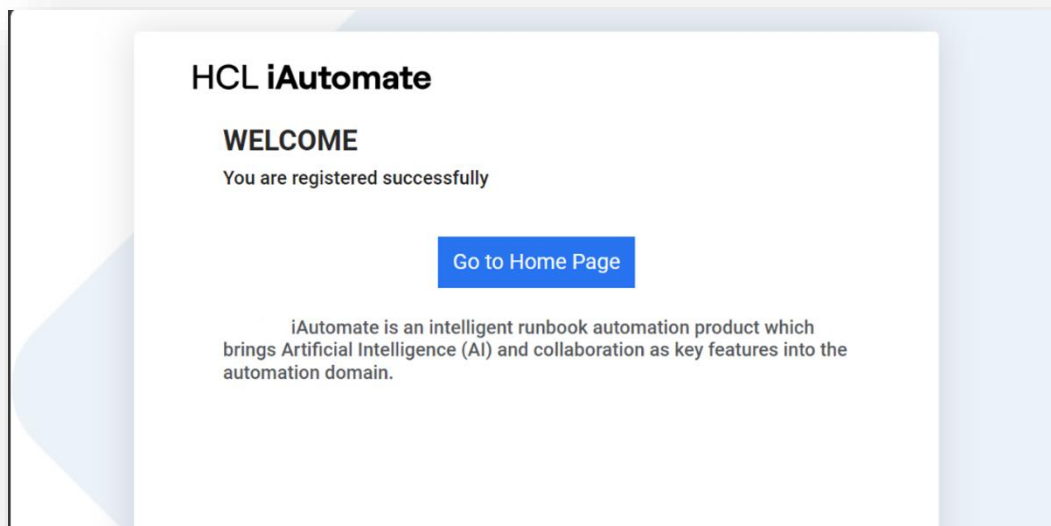 HCL iAutomate
WELCOME
You are registered successfully
Go to Home Page
iAutomate is an intelligent runbook automation product which
brings Artificial Intelligence (AI) and collaboration as key features into the
automation domain.